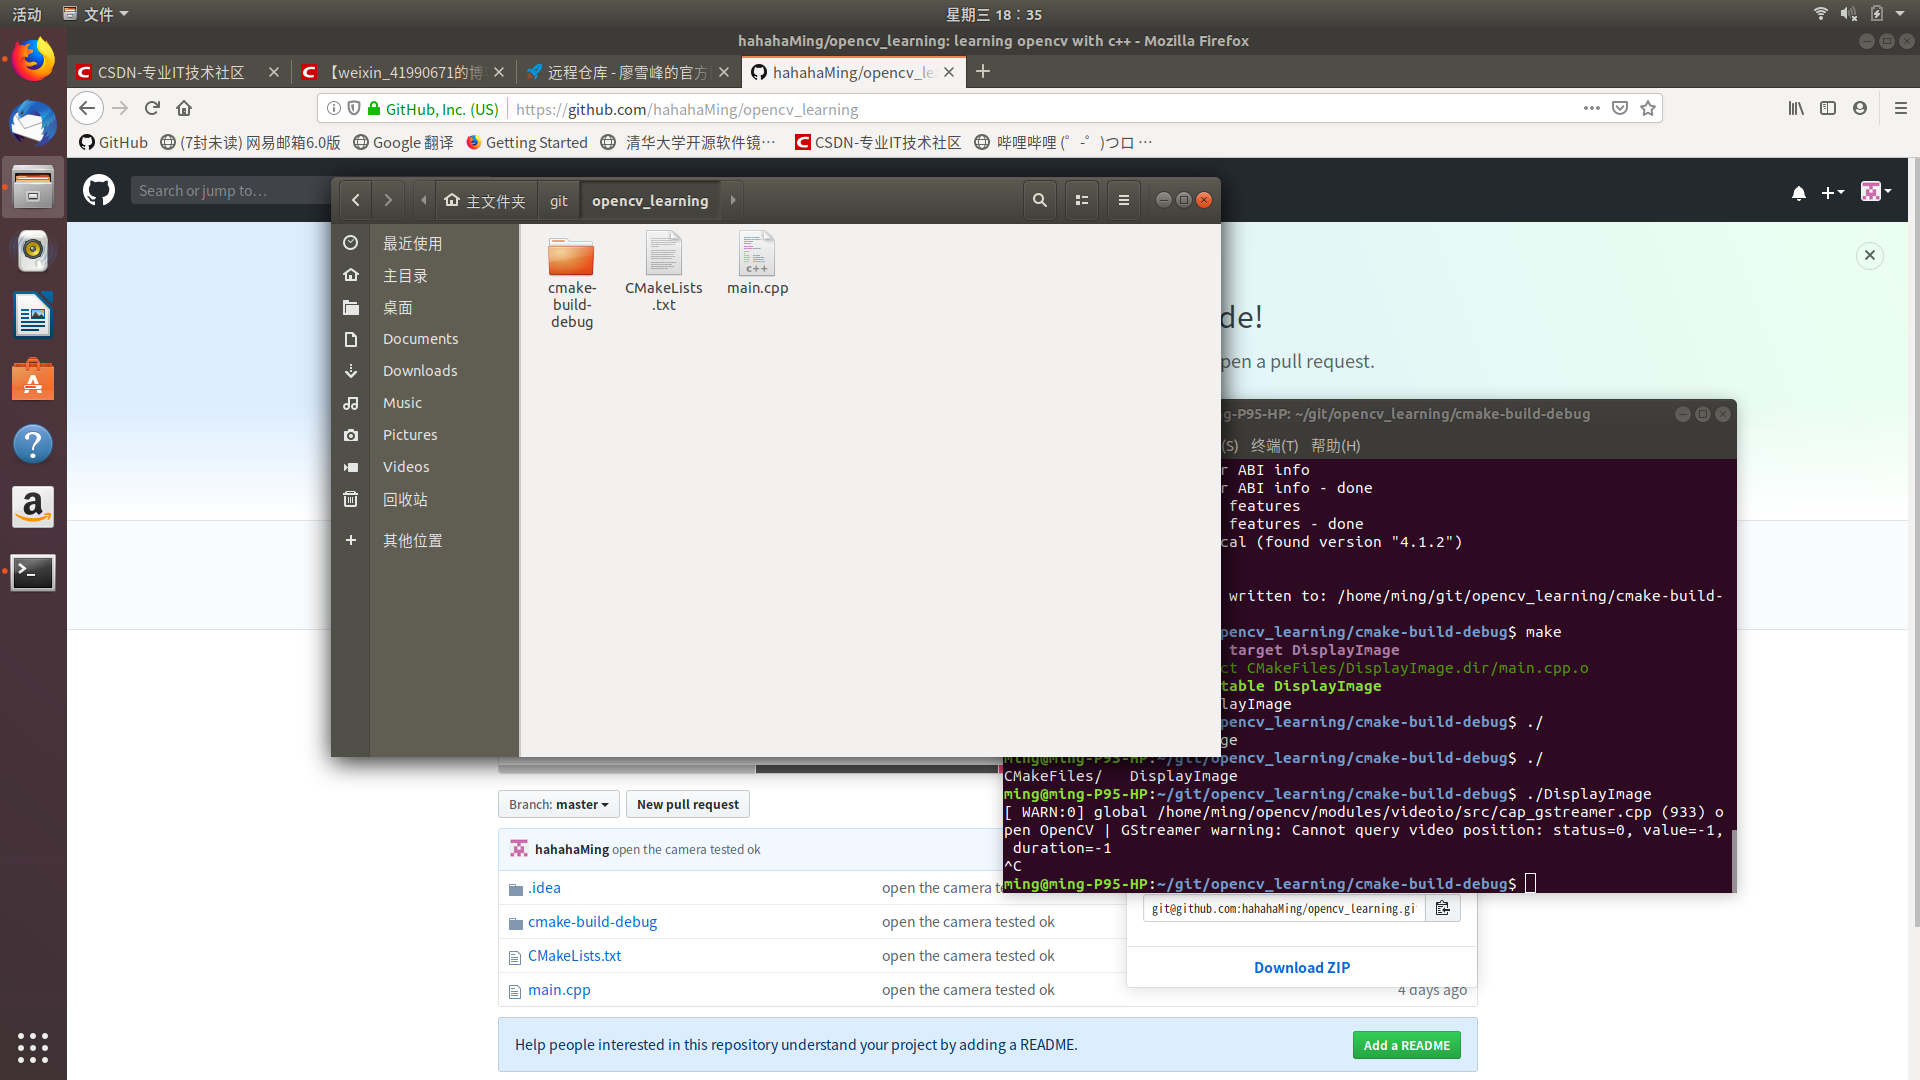 活动
文件
星期三 18：35
hahahaMing/opencv_learning: learning opencv with c++ - Mozilla Firefox
CSDN-专业IT技术社区
【weixin_41990671的博
远程仓库 - 廖雪峰的官方
hahahaMing/opencv_le
GitHub, Inc. (US)
https://github.com/hahahaMing/opencv_learning
GitHub
(7封未读) 网易邮箱6.0版
Google 翻译
Getting Started
清华大学开源软件镜…
CSDN-专业IT技术社区
哔哩哔哩 (゜-゜)つロ …
Search or jump to…
主文件夹
git
opencv_learning
最近使用
主目录
桌面
Documents
Downloads
Music
Pictures
Videos
回收站
其他位置
cmake-
build-
debug
CMakeLists
.txt
main.cpp
c++
de!
pen a pull request.
g-P95-HP: ~/git/opencv_learning/cmake-build-debug
(S) 终端(T) 帮助(H)
r ABI info
r ABI info - done
features
features - done
cal (found version "4.1.2")
written to: /home/ming/git/opencv_learning/cmake-build-
pencv_learning/cmake-build-debug$ make
target DisplayImage
ct CMakeFiles/DisplayImage.dir/main.cpp.o
table DisplayImage
layImage
pencv_learning/cmake-build-debug$ ./
ge
ming@ming-P95-HP:~/git/opencv_learning/cmake-build-debug$ ./
CMakeFiles/ DisplayImage
ming@ming-P95-HP:~/git/opencv_learning/cmake-build-debug$ ./DisplayImage
[ WARN:0] global /home/ming/opencv/modules/videoio/src/cap_gstreamer.cpp (933) o
pen OpenCV | GStreamer warning: Cannot query video position: status=0, value=-1,
duration=-1
^C
ming@ming-P95-HP:~/git/opencv_learning/cmake-build-debug$
Branch: master
New pull request
hahahaMing open the camera tested ok
.idea
open the camera te
cmake-build-debug
open the camera tested ok
CMakeLists.txt
open the camera tested ok
main.cpp
open the camera tested ok
4 days ago
git@github.com:hahahaMing/opencv_learning.gi
Download ZIP
Help people interested in this repository understand your project by adding a README.
Add a README